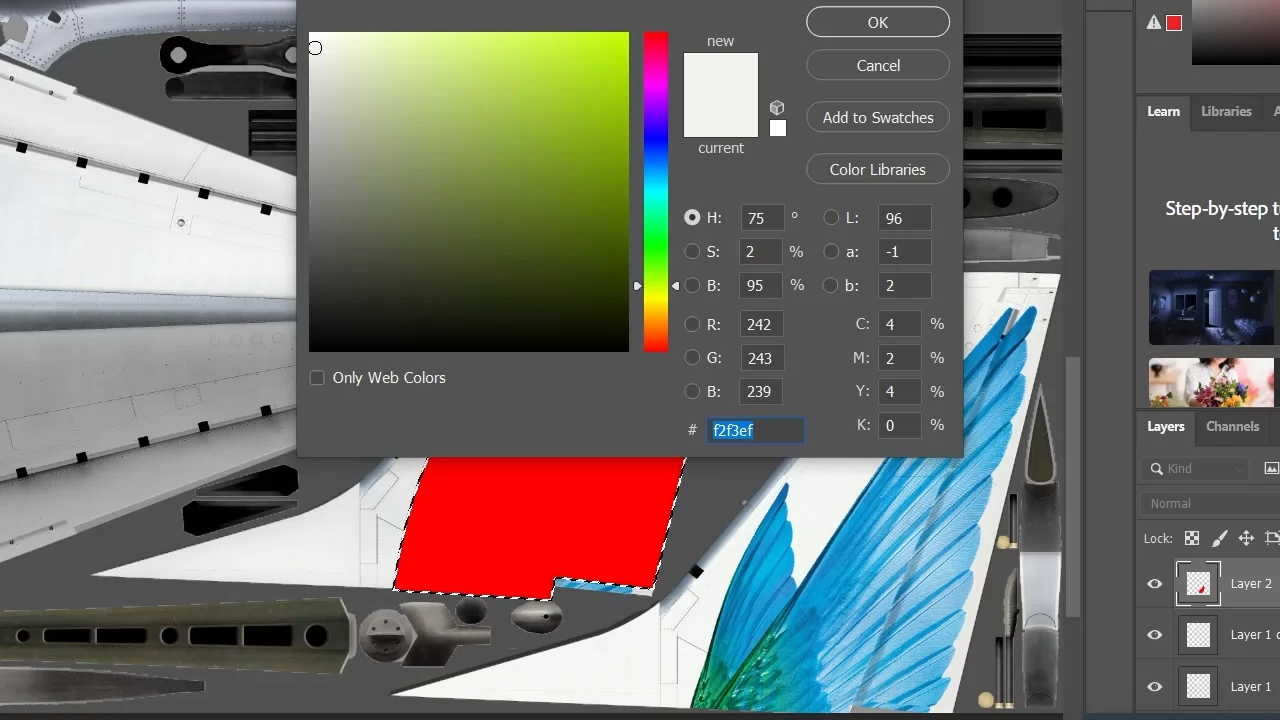 OK
new
Cancel
Add to Swatches
current
Color Libraries
H: 75 °
L: 96
S: 2 %
a: -1
B: 95 %
b: 2
R: 242
C: 4 %
G: 243
M: 2 %
B: 239
Y: 4 %
# f2f3ef
K: 0 %
Only Web Colors
Learn
Libraries
A
Step-by-step t
t
Layers
Channels
Kind
Normal
Lock:
Layer 2
Layer 1 c
Layer 1